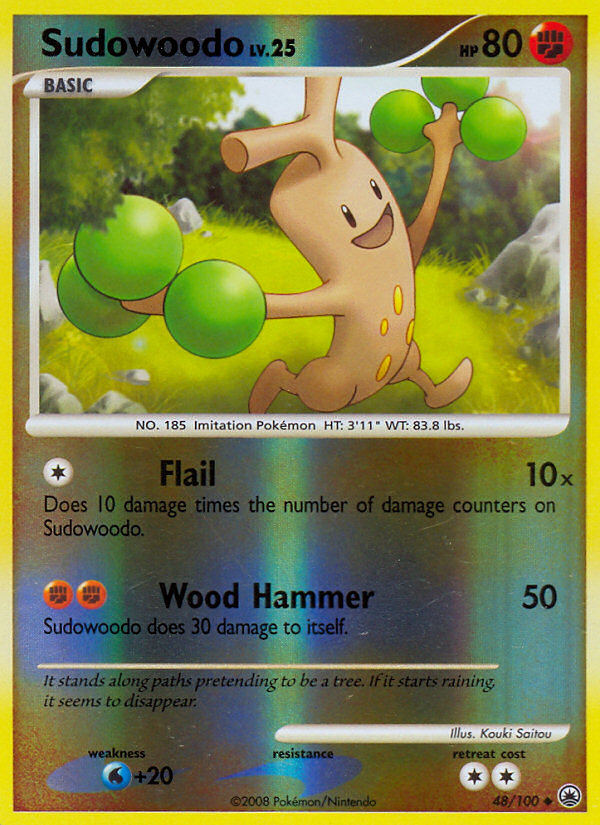 Sudowoodo LV.25 HP 80
BASIC
NO. 185 Imitation Pokémon HT: 3'11" WT: 83.8 lbs.
Flail 10x
Does 10 damage times the number of damage counters on
Sudowoodo.
Wood Hammer 50
Sudowoodo does 30 damage to itself.
It stands along paths pretending to be a tree. If it starts raining,
it seems to disappear.
Illus. Kouki Saitou
weakness resistance retreat cost
+20
©2008 Pokémon/Nintendo 48/100